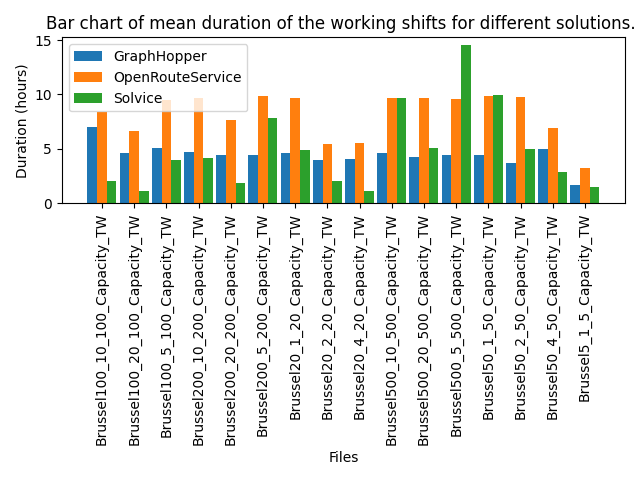 Bar chart of mean duration of the working shifts for different solutions.
Duration (hours)
15
10
5
0
GraphHopper
OpenRouteService
Solvice
Brussel100_10_100_Capacity_TW
Brussel100_20_100_Capacity_TW
Brussel100_5_100_Capacity_TW
Brussel200_10_200_Capacity_TW
Brussel200_20_200_Capacity_TW
Brussel200_5_200_Capacity_TW
Brussel20_1_20_Capacity_TW
Brussel20_2_20_Capacity_TW
Brussel20_4_20_Capacity_TW
Brussel500_10_500_Capacity_TW
Brussel500_20_500_Capacity_TW
Brussel500_5_500_Capacity_TW
Brussel50_1_50_Capacity_TW
Brussel50_2_50_Capacity_TW
Brussel50_4_50_Capacity_TW
Brussel5_1_5_Capacity_TW
Files